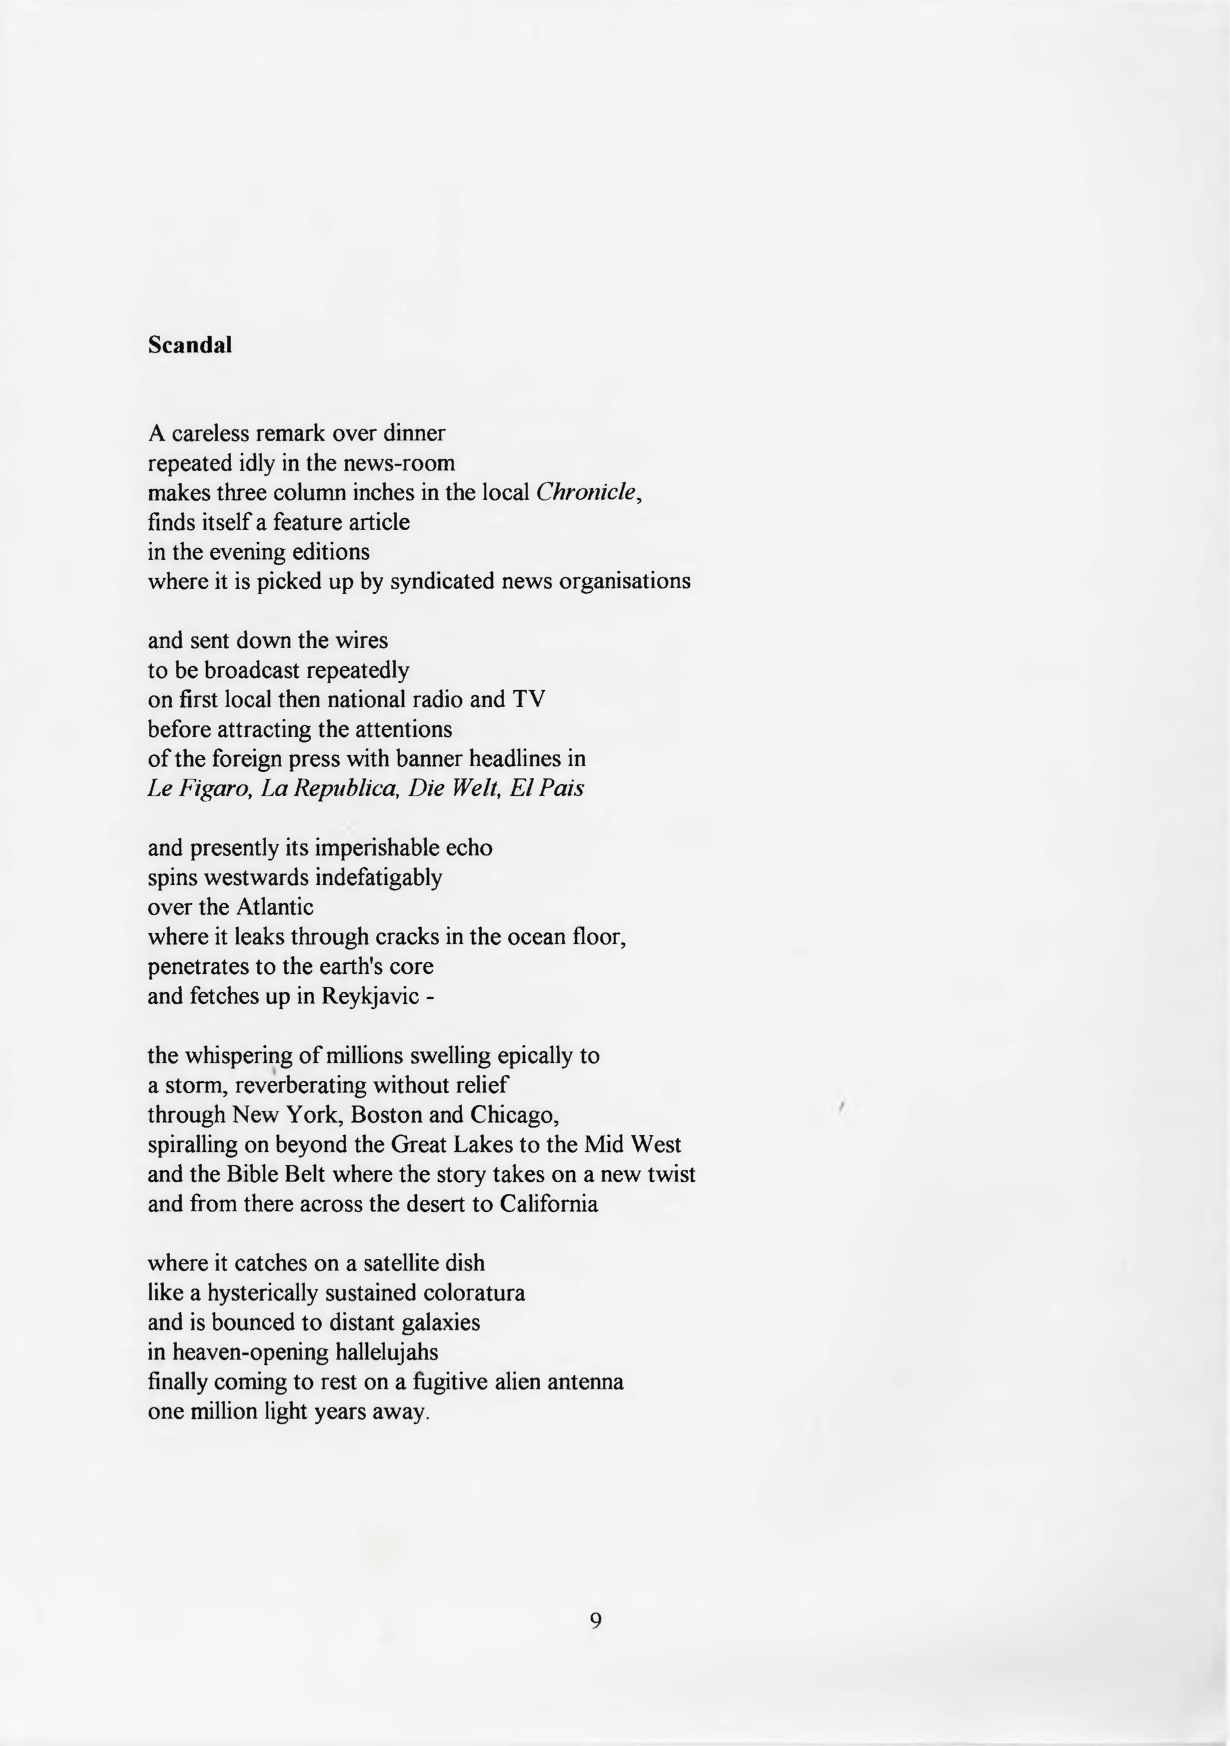 Scandal
A careless remark over dinner
repeated idly in the news-room
makes three column inches in the local Chronicle,
finds itself a feature article
in the evening editions
where it is picked up by syndicated news organisations
and sent down the wires
to be broadcast repeatedly
on first local then national radio and TV
before attracting the attentions
of the foreign press with banner headlines in
Le Figaro, La Republica, Die Welt, El Pais
and presently its imperishable echo
spins westwards indefatigably
over the Atlantic
where it leaks through cracks in the ocean floor,
penetrates to the earth's core
and fetches up in Reykjavic -
the whispering of millions swelling epically to
a storm, reverberating without relief
through New York, Boston and Chicago,
spiralling on beyond the Great Lakes to the Mid West
and the Bible Belt where the story takes on a new twist
and from there across the desert to California
where it catches on a satellite dish
like a hysterically sustained coloratura
and is bounced to distant galaxies
in heaven-opening hallelujahs
finally coming to rest on a fugitive alien antenna
one million light years away.
9